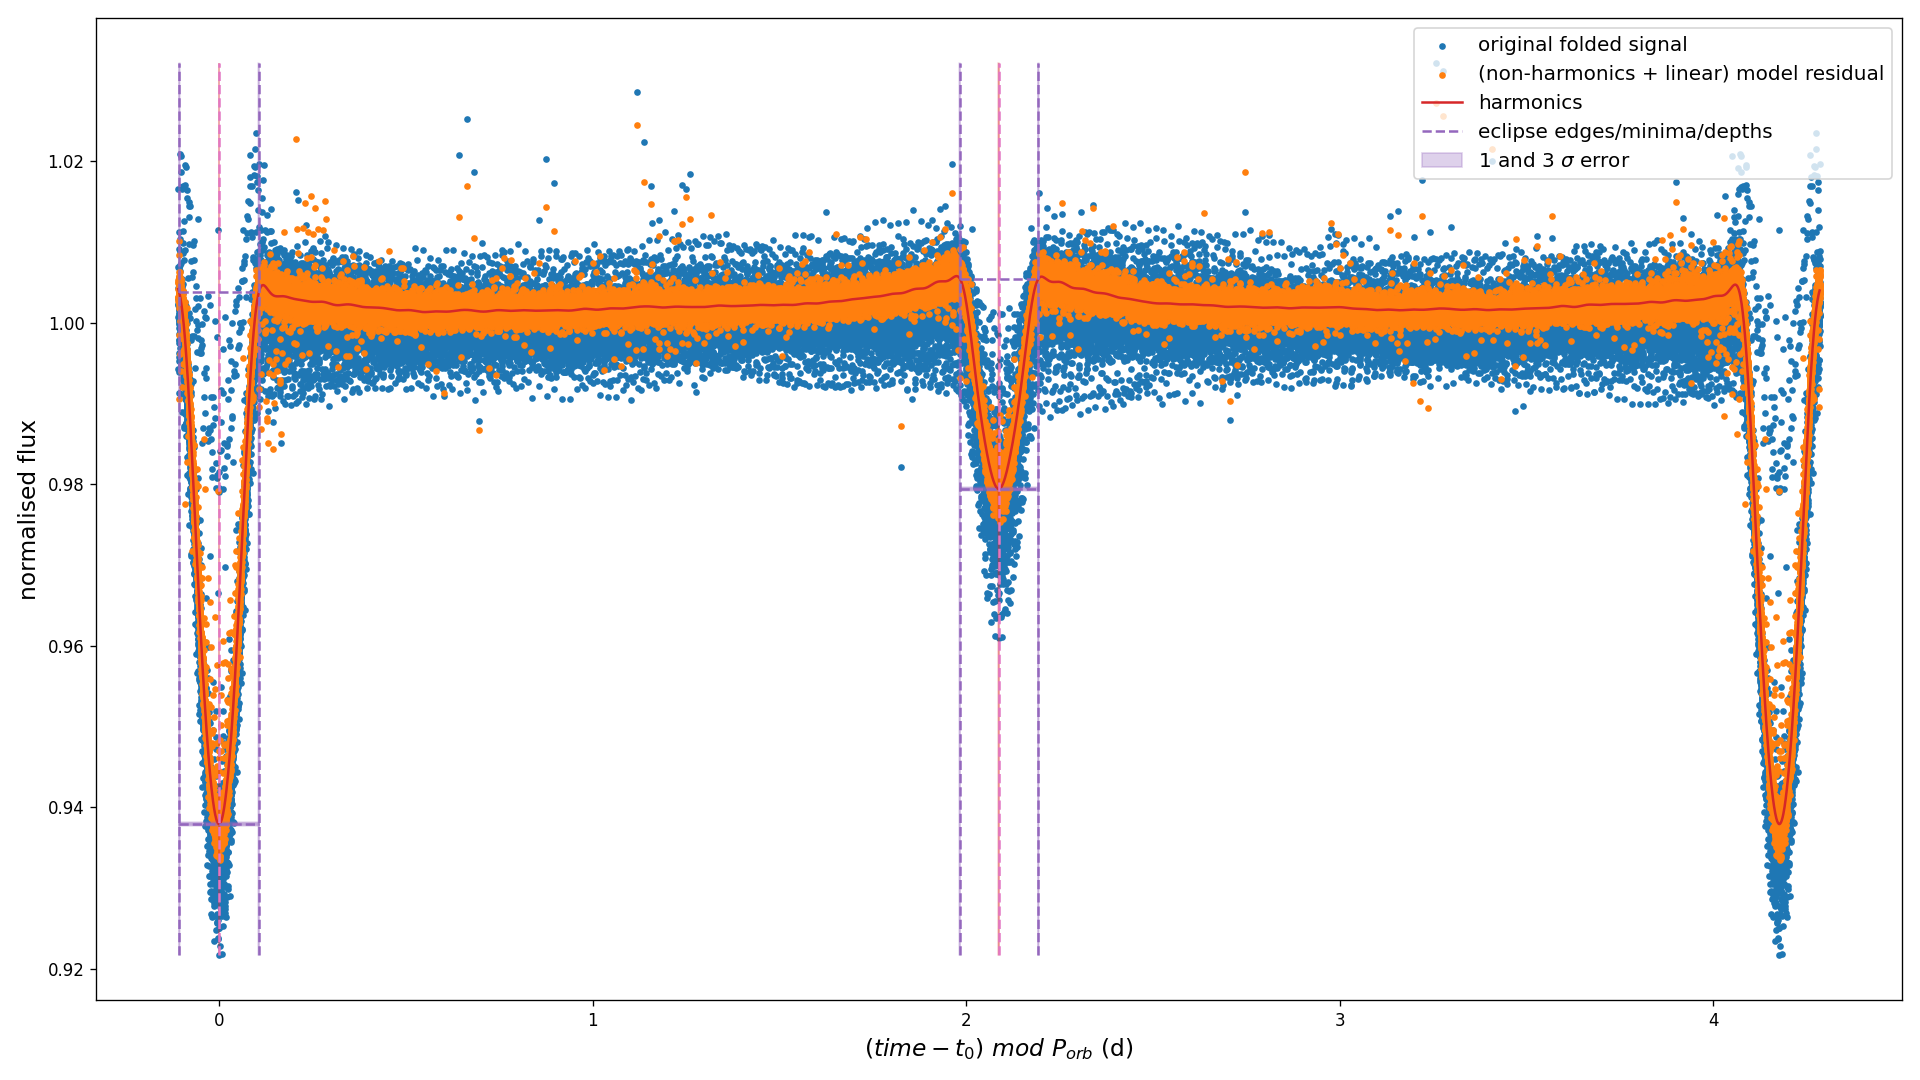 original folded signal
(non-harmonics + linear) model residual
harmonics
eclipse edges/minima/depths
1 and 3 σ error
normalised flux
1.02
1.00
0.98
0.96
0.94
0.92
0
1
2
3
4
(time − t₀) mod P_orb (d)